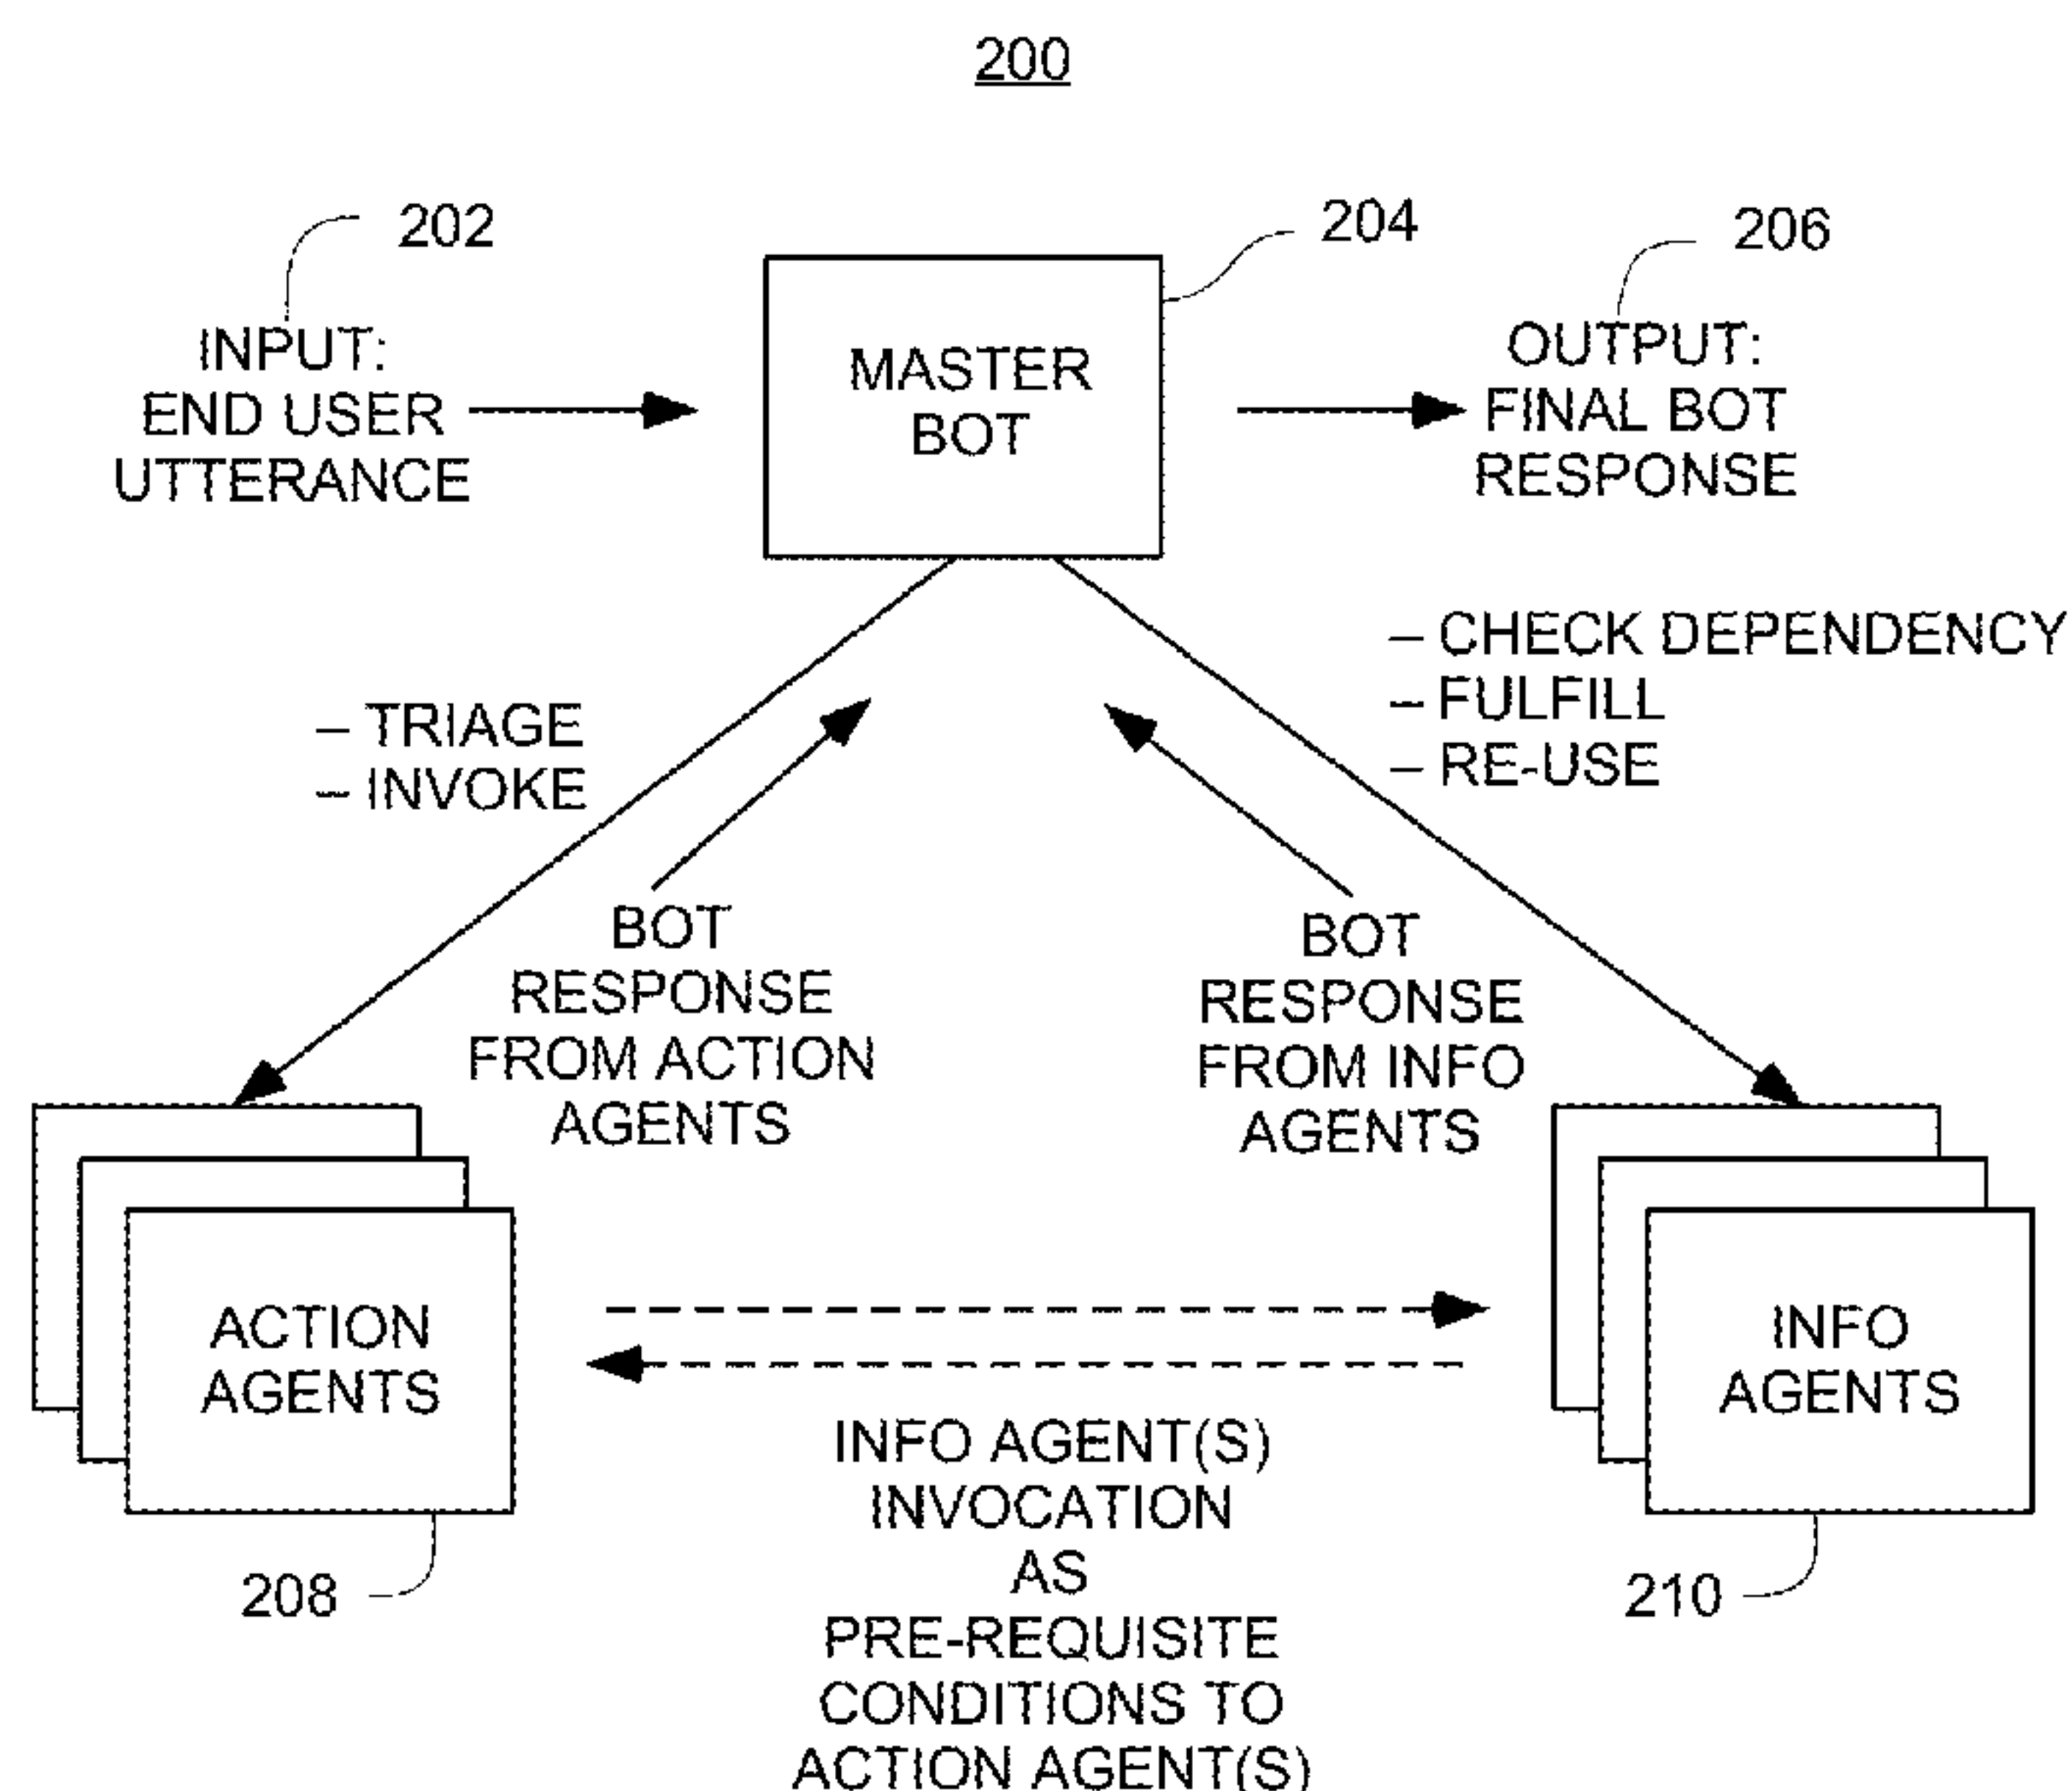 200
202
204
206
INPUT:
END USER
UTTERANCE
MASTER
BOT
OUTPUT:
FINAL BOT
RESPONSE
– TRIAGE
– INVOKE
– CHECK DEPENDENCY
– FULFILL
– RE-USE
BOT
RESPONSE
FROM ACTION
AGENTS
BOT
RESPONSE
FROM INFO
AGENTS
ACTION
AGENTS
INFO
AGENTS
INFO AGENT(S)
INVOCATION
AS
PRE-REQUISITE
CONDITIONS TO
ACTION AGENT(S)
208
210